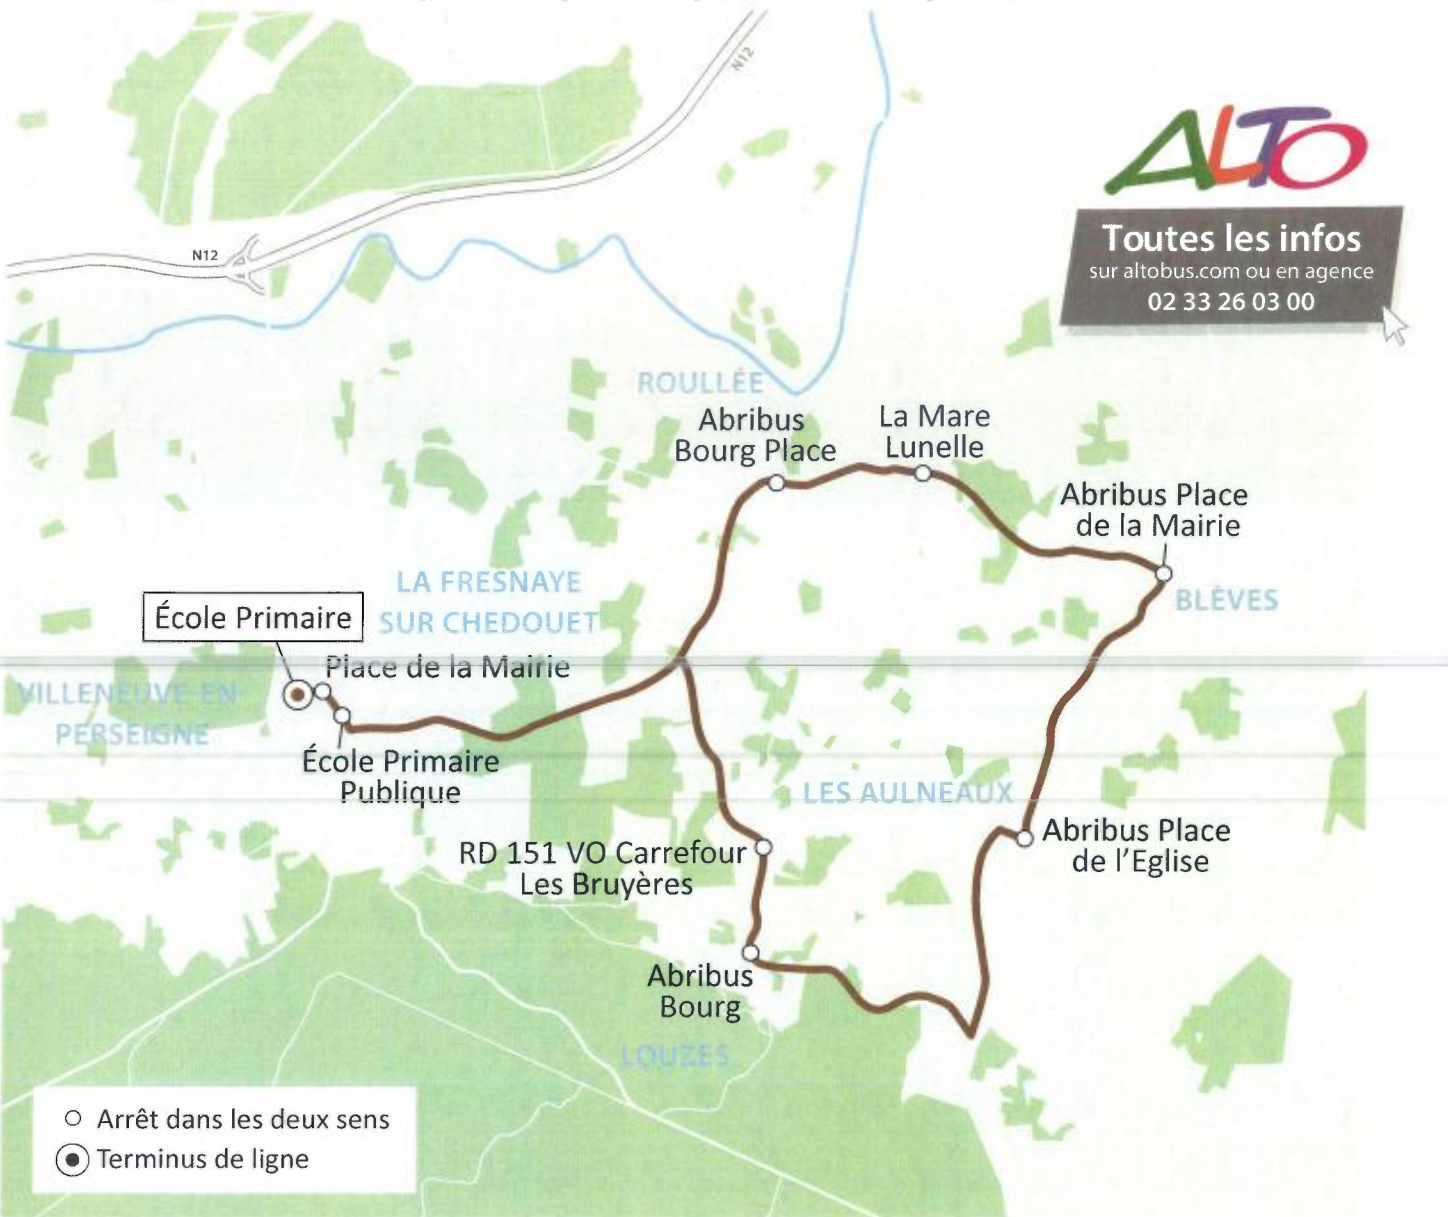 N12
N12
ALTO
Toutes les infos
sur altobus.com ou en agence
02 33 26 03 00
ROULLÉE
Abribus
Bourg Place
La Mare
Lunelle
Abribus Place
de la Mairie
BLÈVES
LA FRESNAYE
SUR CHEDOUET
École Primaire
Place de la Mairie
VILLENEUVE-EN-
PERSEIGNE
École Primaire
Publique
LES AULNEAUX
Abribus Place
de l'Eglise
RD 151 VO Carrefour
Les Bruyères
Abribus
Bourg
LOUZES
Arrêt dans les deux sens
Terminus de ligne